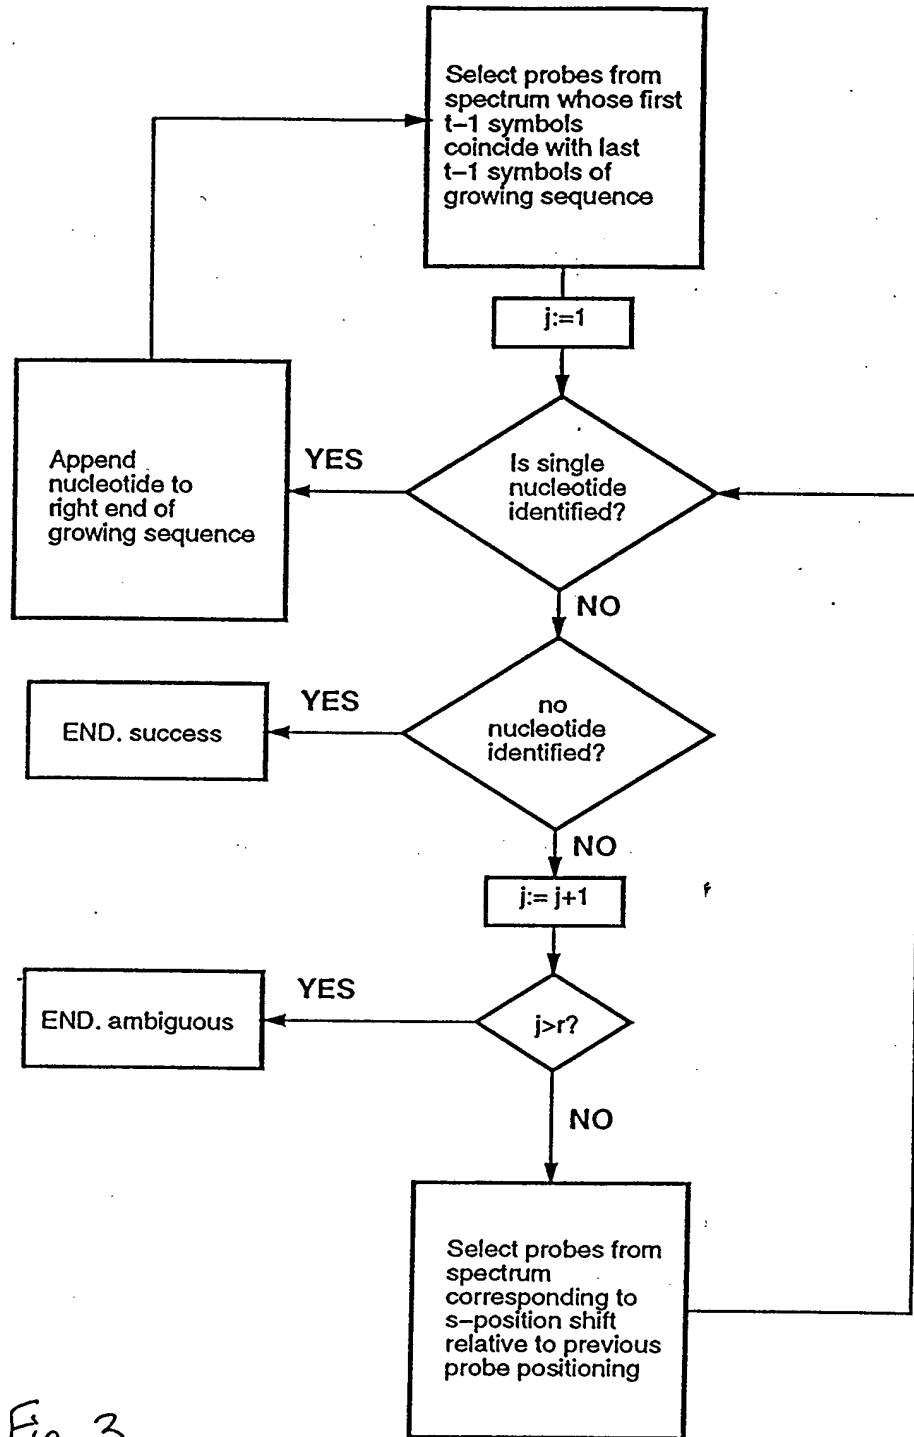 Select probes from
spectrum whose first
t–1 symbols
coincide with last
t–1 symbols of
growing sequence
j:=1
Is single
nucleotide
identified?
YES
Append
nucleotide to
right end of
growing sequence
NO
no
nucleotide
identified?
YES
END. success
NO
j:= j+1
j>r?
YES
END. ambiguous
NO
Select probes from
spectrum
corresponding to
s–position shift
relative to previous
probe positioning
Fig. 3